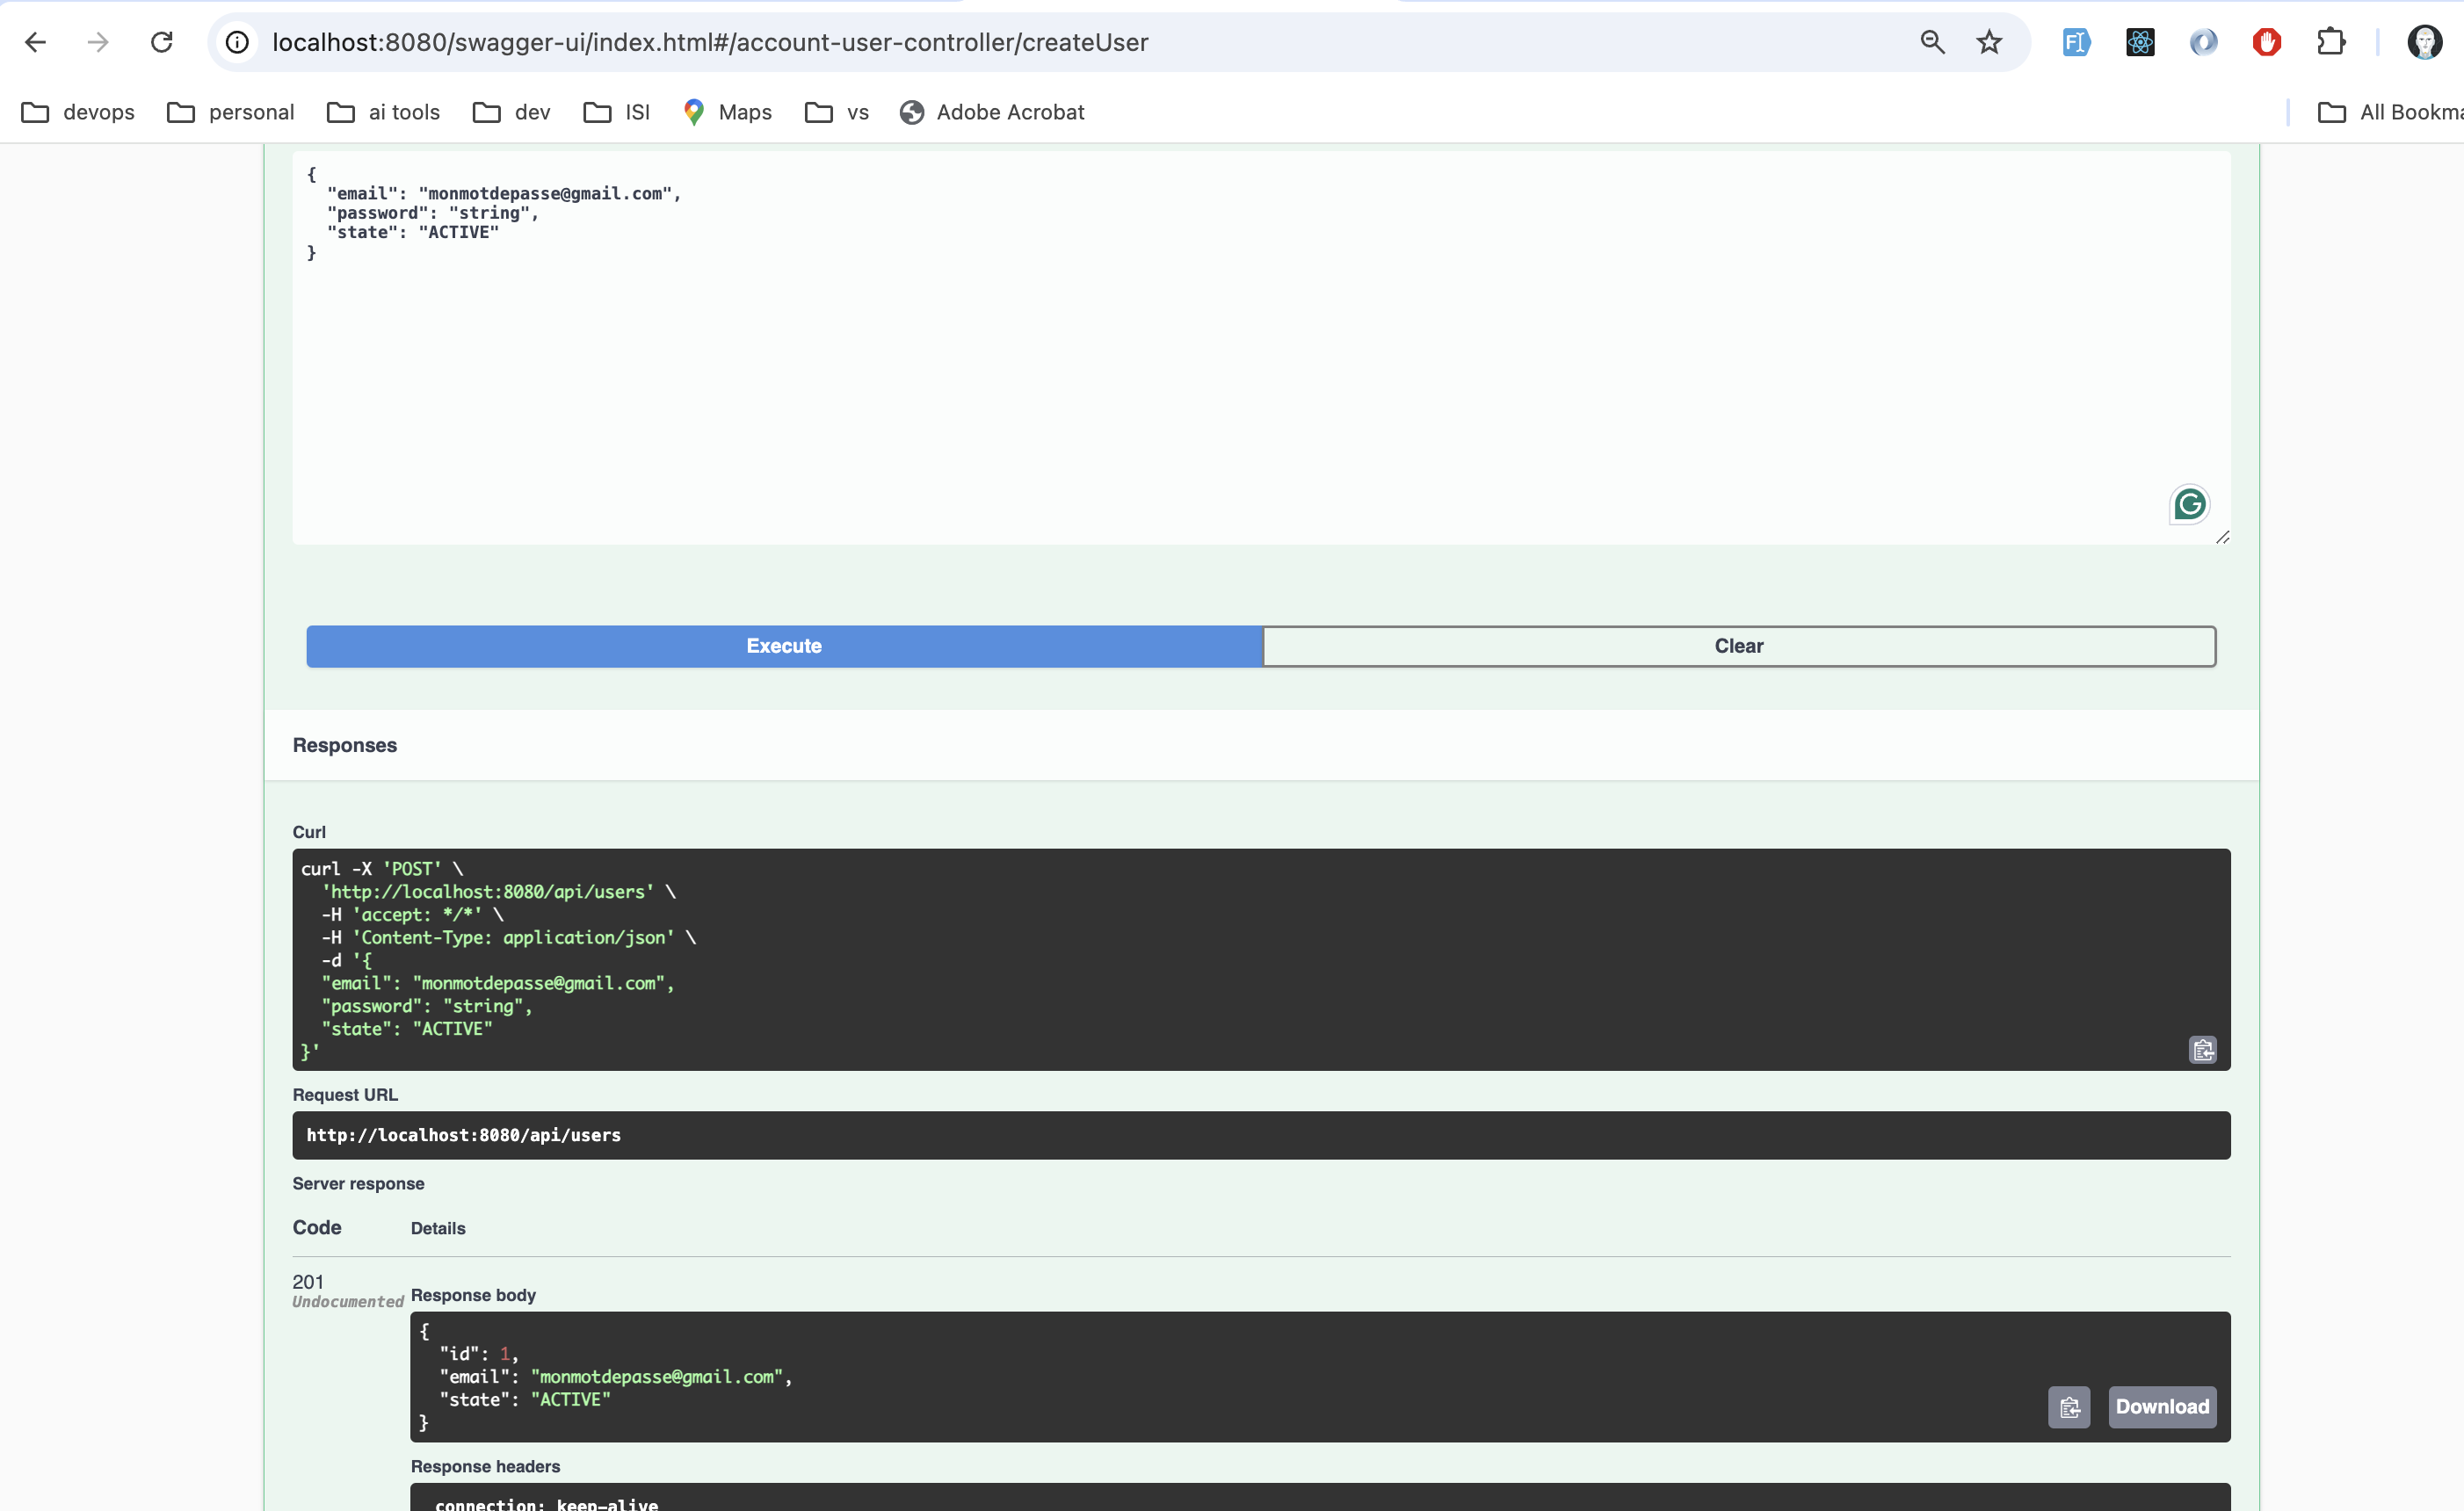 localhost:8080/swagger-ui/index.html#/account-user-controller/createUser
devops personal ai tools dev ISI Maps vs Adobe Acrobat All Bookma
{
"email": "monmotdepasse@gmail.com",
"password": "string",
"state": "ACTIVE"
}
Execute Clear
Responses
Curl
curl -X 'POST' \
'http://localhost:8080/api/users' \
-H 'accept: */*' \
-H 'Content-Type: application/json' \
-d '{
"email": "monmotdepasse@gmail.com",
"password": "string",
"state": "ACTIVE"
}'
Request URL
http://localhost:8080/api/users
Server response
Code Details
201
Undocumented
Response body
{
"id": 1,
"email": "monmotdepasse@gmail.com",
"state": "ACTIVE"
}
Download
Response headers
connection: keep-alive